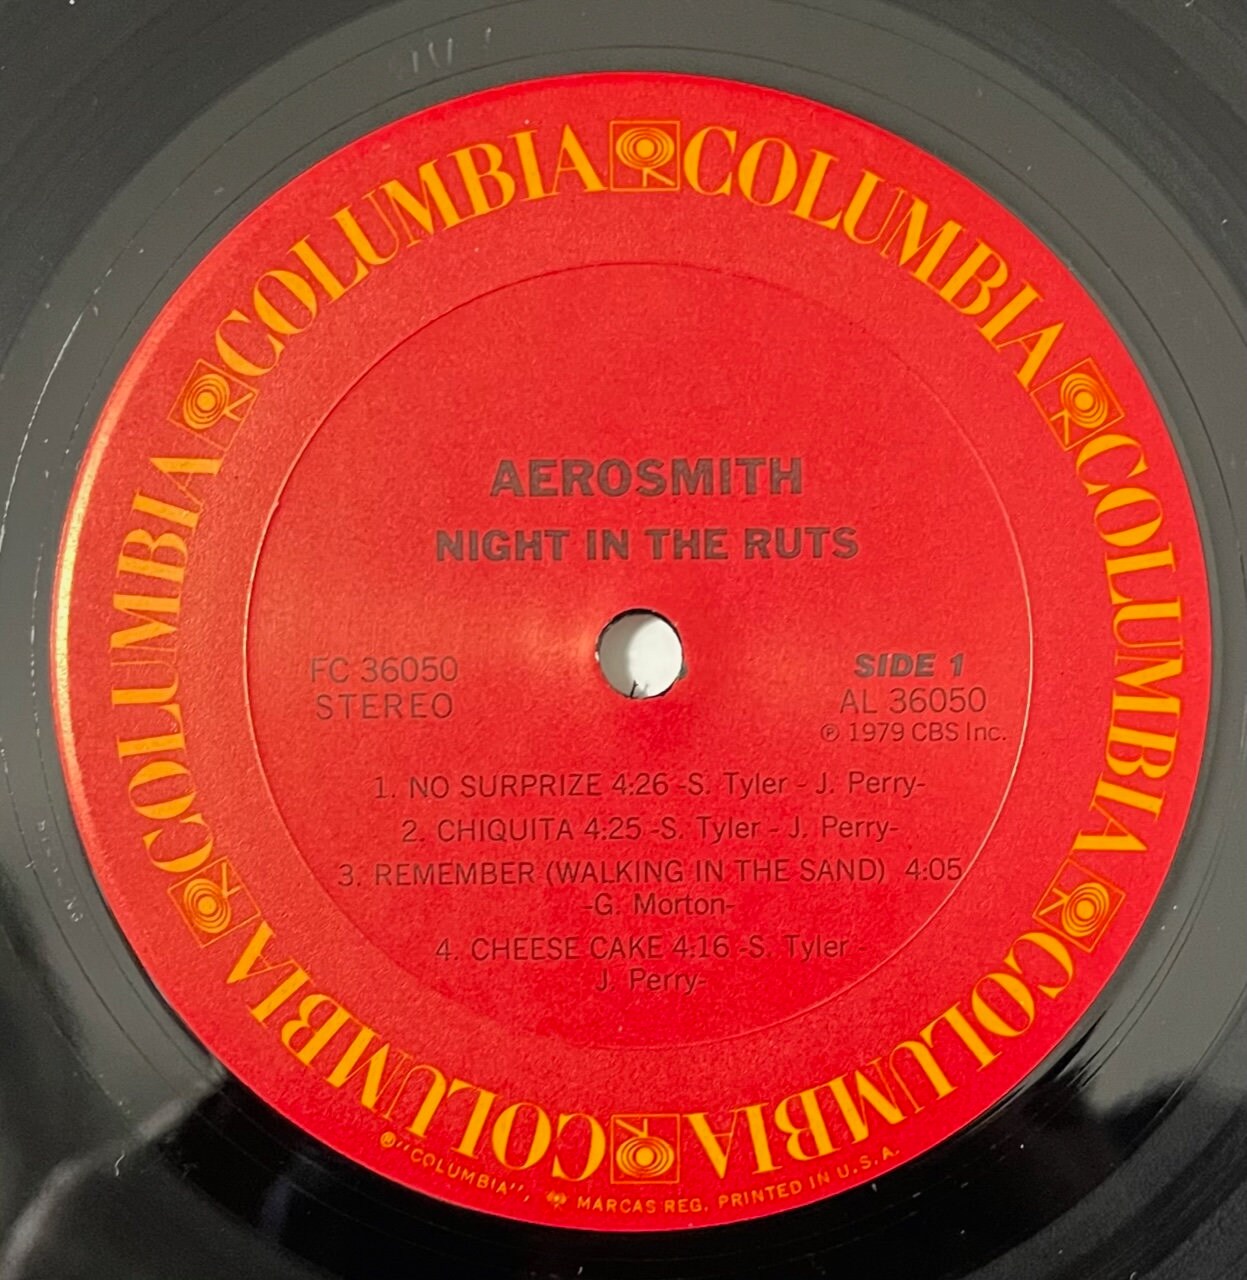 COLUMBIA COLUMBIA COLUMBIA COLUMBIA COLUMBIA COLUMBIA
AEROSMITH
NIGHT IN THE RUTS
FC 36050
STEREO
SIDE 1
AL 36050
℗ 1979 CBS Inc.
1. NO SURPRIZE 4:26 -S. Tyler - J. Perry-
2. CHIQUITA 4:25 -S. Tyler - J. Perry-
3. REMEMBER (WALKING IN THE SAND) 4:05
-G. Morton-
4. CHEESE CAKE 4:16 -S. Tyler -
J. Perry-
®"COLUMBIA", MARCAS REG. PRINTED IN U.S.A.